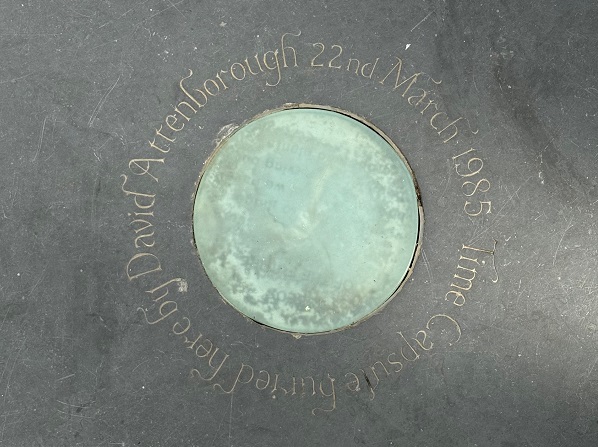 Time Capsule buried here by David Attenborough 22nd March 1985